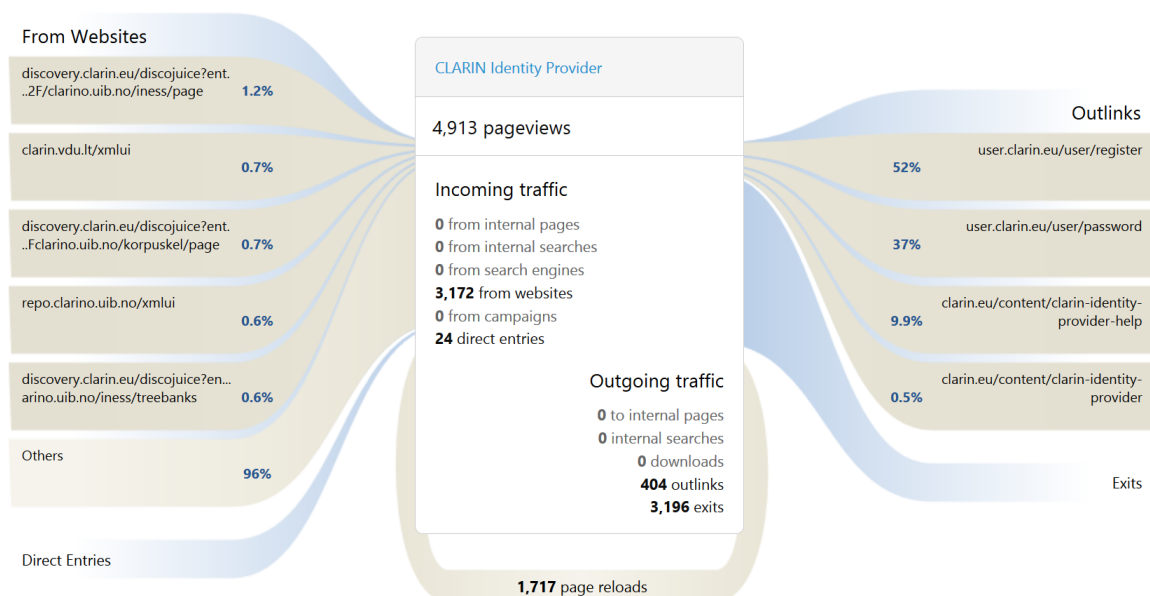 From Websites
discovery.clarin.eu/discojuice?ent.
..2F/clarino.uib.no/iness/page
1.2%
clarin.vdu.lt/xmlui
0.7%
discovery.clarin.eu/discojuice?ent.
..Fclarino.uib.no/korpuskel/page
0.7%
repo.clarino.uib.no/xmlui
0.6%
discovery.clarin.eu/discojuice?en...
arino.uib.no/iness/treebanks
0.6%
Others
96%
Direct Entries
CLARIN Identity Provider
4,913 pageviews
Incoming traffic
0 from internal pages
0 from internal searches
0 from search engines
3,172 from websites
0 from campaigns
24 direct entries
Outgoing traffic
0 to internal pages
0 internal searches
0 downloads
404 outlinks
3,196 exits
1,717 page reloads
Outlinks
user.clarin.eu/user/register
52%
user.clarin.eu/user/password
37%
clarin.eu/content/clarin-identity-
provider-help
9.9%
clarin.eu/content/clarin-identity-
provider
0.5%
Exits